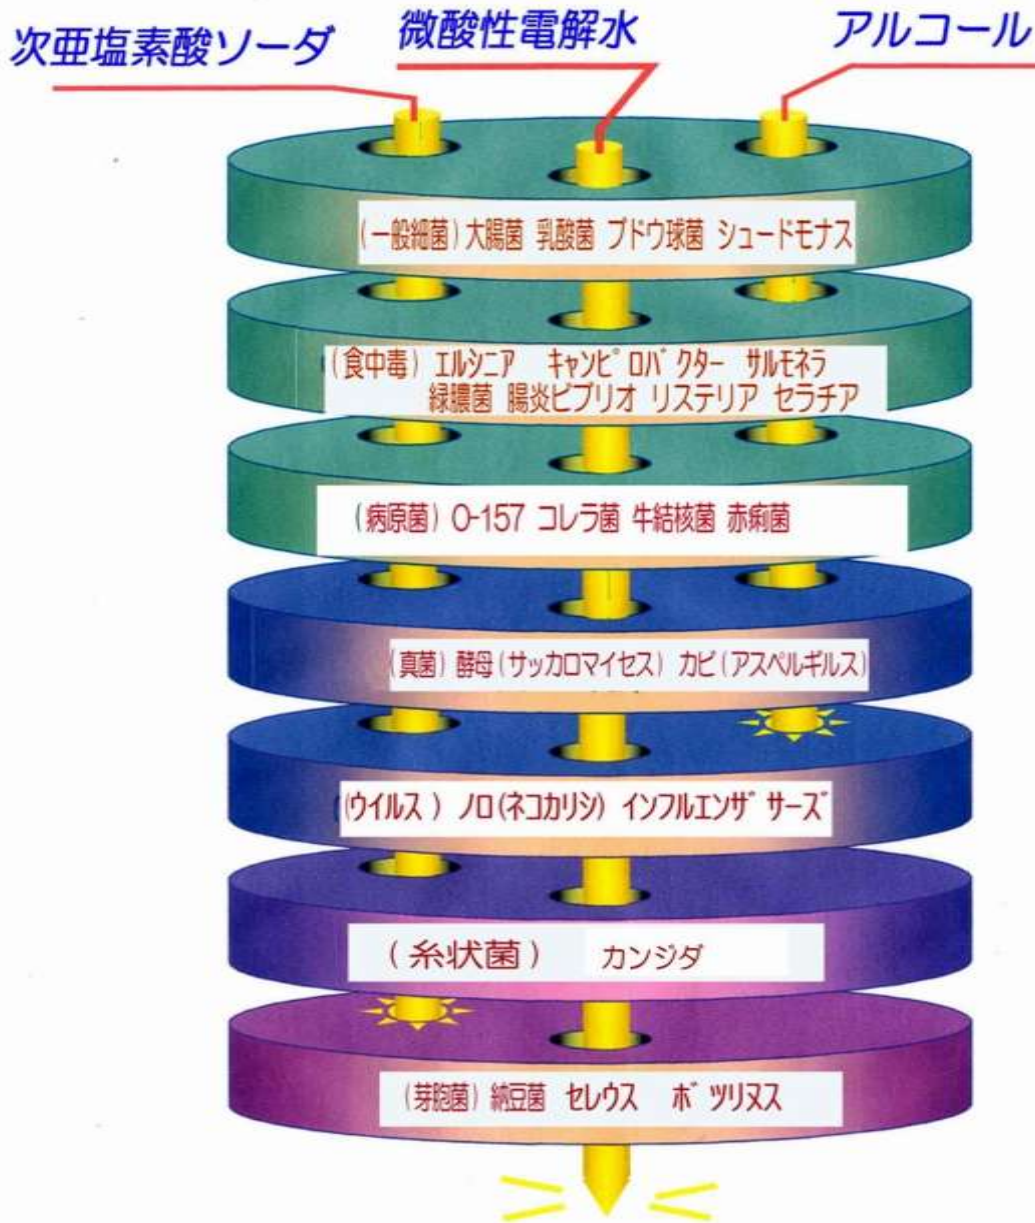 次亜塩素酸ソーダ
微酸性電解水
アルコール
(一般細菌) 大腸菌 乳酸菌 ブドウ球菌 シュードモナス
(食中毒) エルシニア キャンピロバクター サルモネラ
緑膿菌 腸炎ビブリオ リステリア セラチア
(病原菌) O-157 コレラ菌 牛結核菌 赤痢菌
(真菌) 酵母(サッカロマイセス) カビ(アスペルギルス)
(ウイルス) ノロ(ネコカリシ) インフルエンザ サーズ
(糸状菌) カンジダ
(芽胞菌) 納豆菌 セレウス ボツリヌス